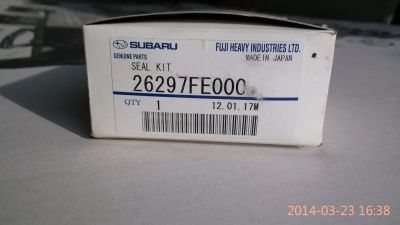 SUBARU FUJI HEAVY INDUSTRIES LTD.
GENUINE PARTS MADE IN JAPAN
SEAL KIT
26297FE000
QTY 1 12.01.17M
2014-03-23 16:38